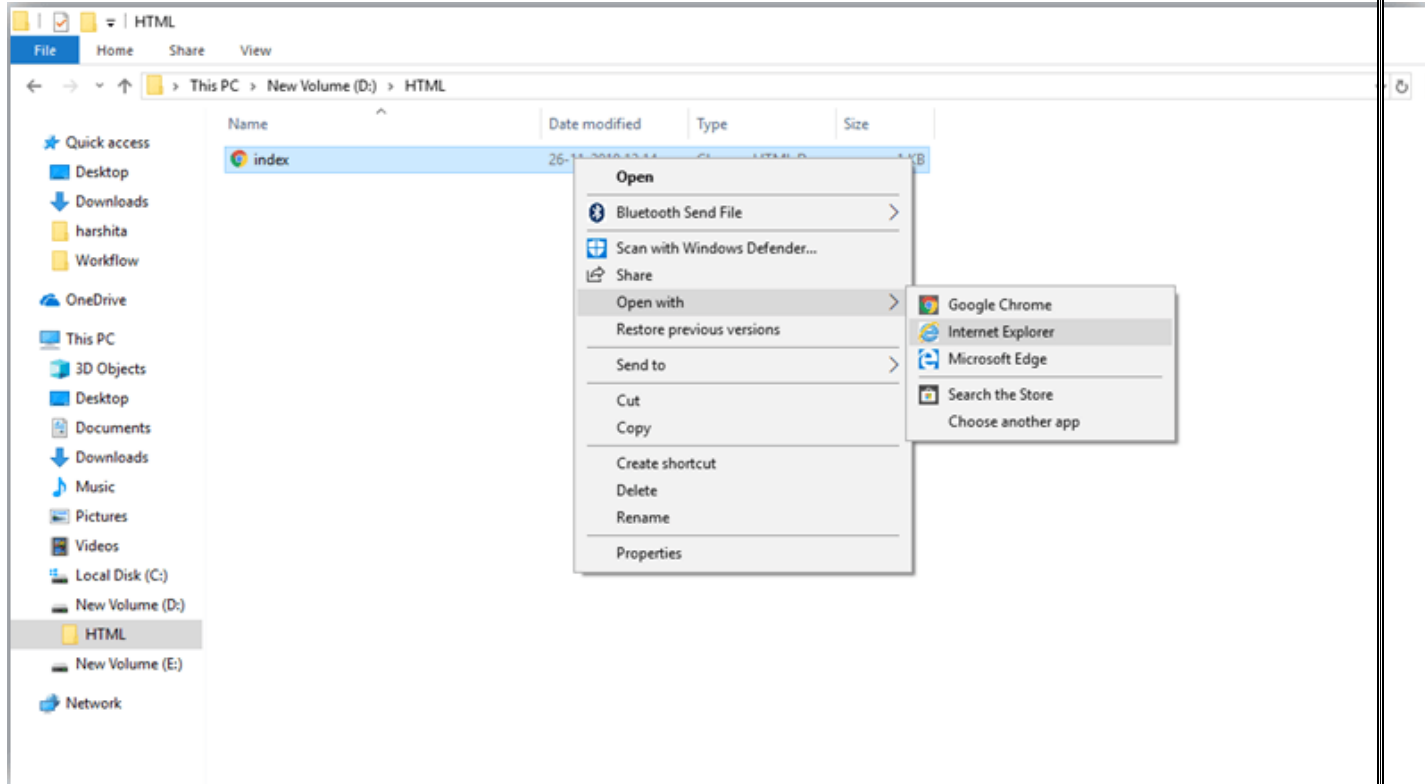 HTML
File Home Share View
This PC > New Volume (D:) > HTML
Name Date modified Type Size
index 1 KB
Quick access
Desktop
Downloads
harshita
Workflow
OneDrive
This PC
3D Objects
Desktop
Documents
Downloads
Music
Pictures
Videos
Local Disk (C:)
New Volume (D:)
HTML
New Volume (E:)
Network
Open
Bluetooth Send File
Scan with Windows Defender...
Share
Open with
Restore previous versions
Send to
Cut
Copy
Create shortcut
Delete
Rename
Properties
Google Chrome
Internet Explorer
Microsoft Edge
Search the Store
Choose another app